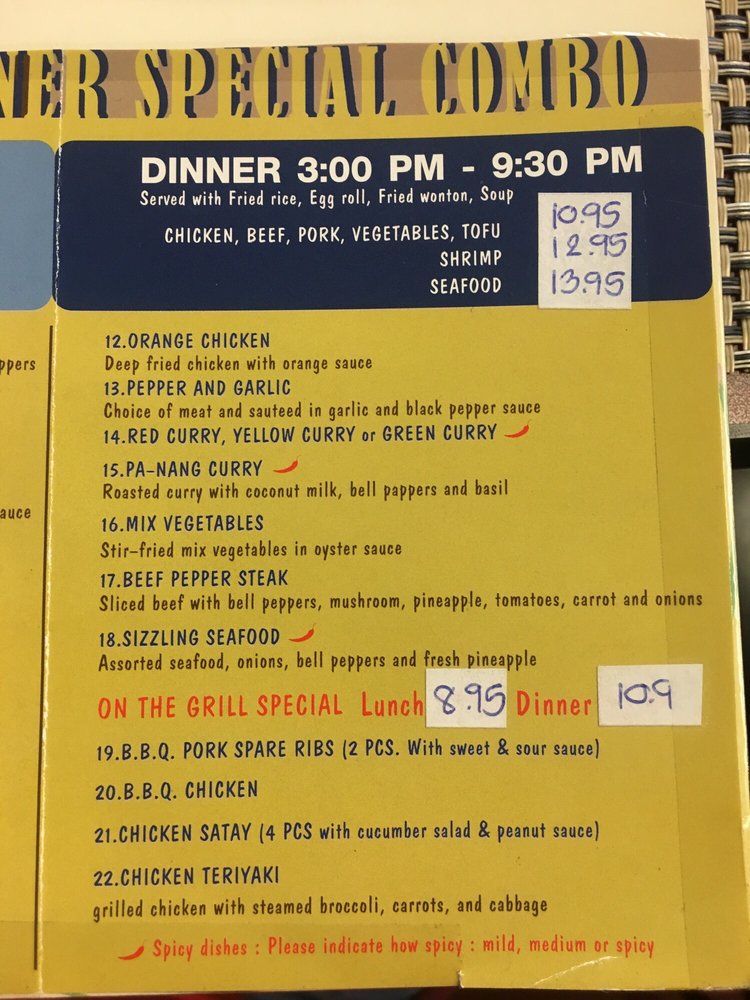 NER SPECIAL COMBO
DINNER 3:00 PM - 9:30 PM
Served with Fried rice, Egg roll, Fried wonton, Soup
CHICKEN, BEEF, PORK, VEGETABLES, TOFU 10.95
SHRIMP 12.95
SEAFOOD 13.95
12.ORANGE CHICKEN
Deep fried chicken with orange sauce
ppers
13.PEPPER AND GARLIC
Choice of meat and sauteed in garlic and black pepper sauce
14.RED CURRY, YELLOW CURRY or GREEN CURRY
15.PA-NANG CURRY
Roasted curry with coconut milk, bell pappers and basil
auce
16.MIX VEGETABLES
Stir-fried mix vegetables in oyster sauce
17.BEEF PEPPER STEAK
Sliced beef with bell peppers, mushroom, pineapple, tomatoes, carrot and onions
18.SIZZLING SEAFOOD
Assorted seafood, onions, bell peppers and fresh pineapple
ON THE GRILL SPECIAL Lunch 8.95 Dinner 10.9
19.B.B.Q. PORK SPARE RIBS (2 PCS. With sweet & sour sauce)
20.B.B.Q. CHICKEN
21.CHICKEN SATAY (4 PCS with cucumber salad & peanut sauce)
22.CHICKEN TERIYAKI
grilled chicken with steamed broccoli, carrots, and cabbage
Spicy dishes : Please indicate how spicy : mild, medium or spicy